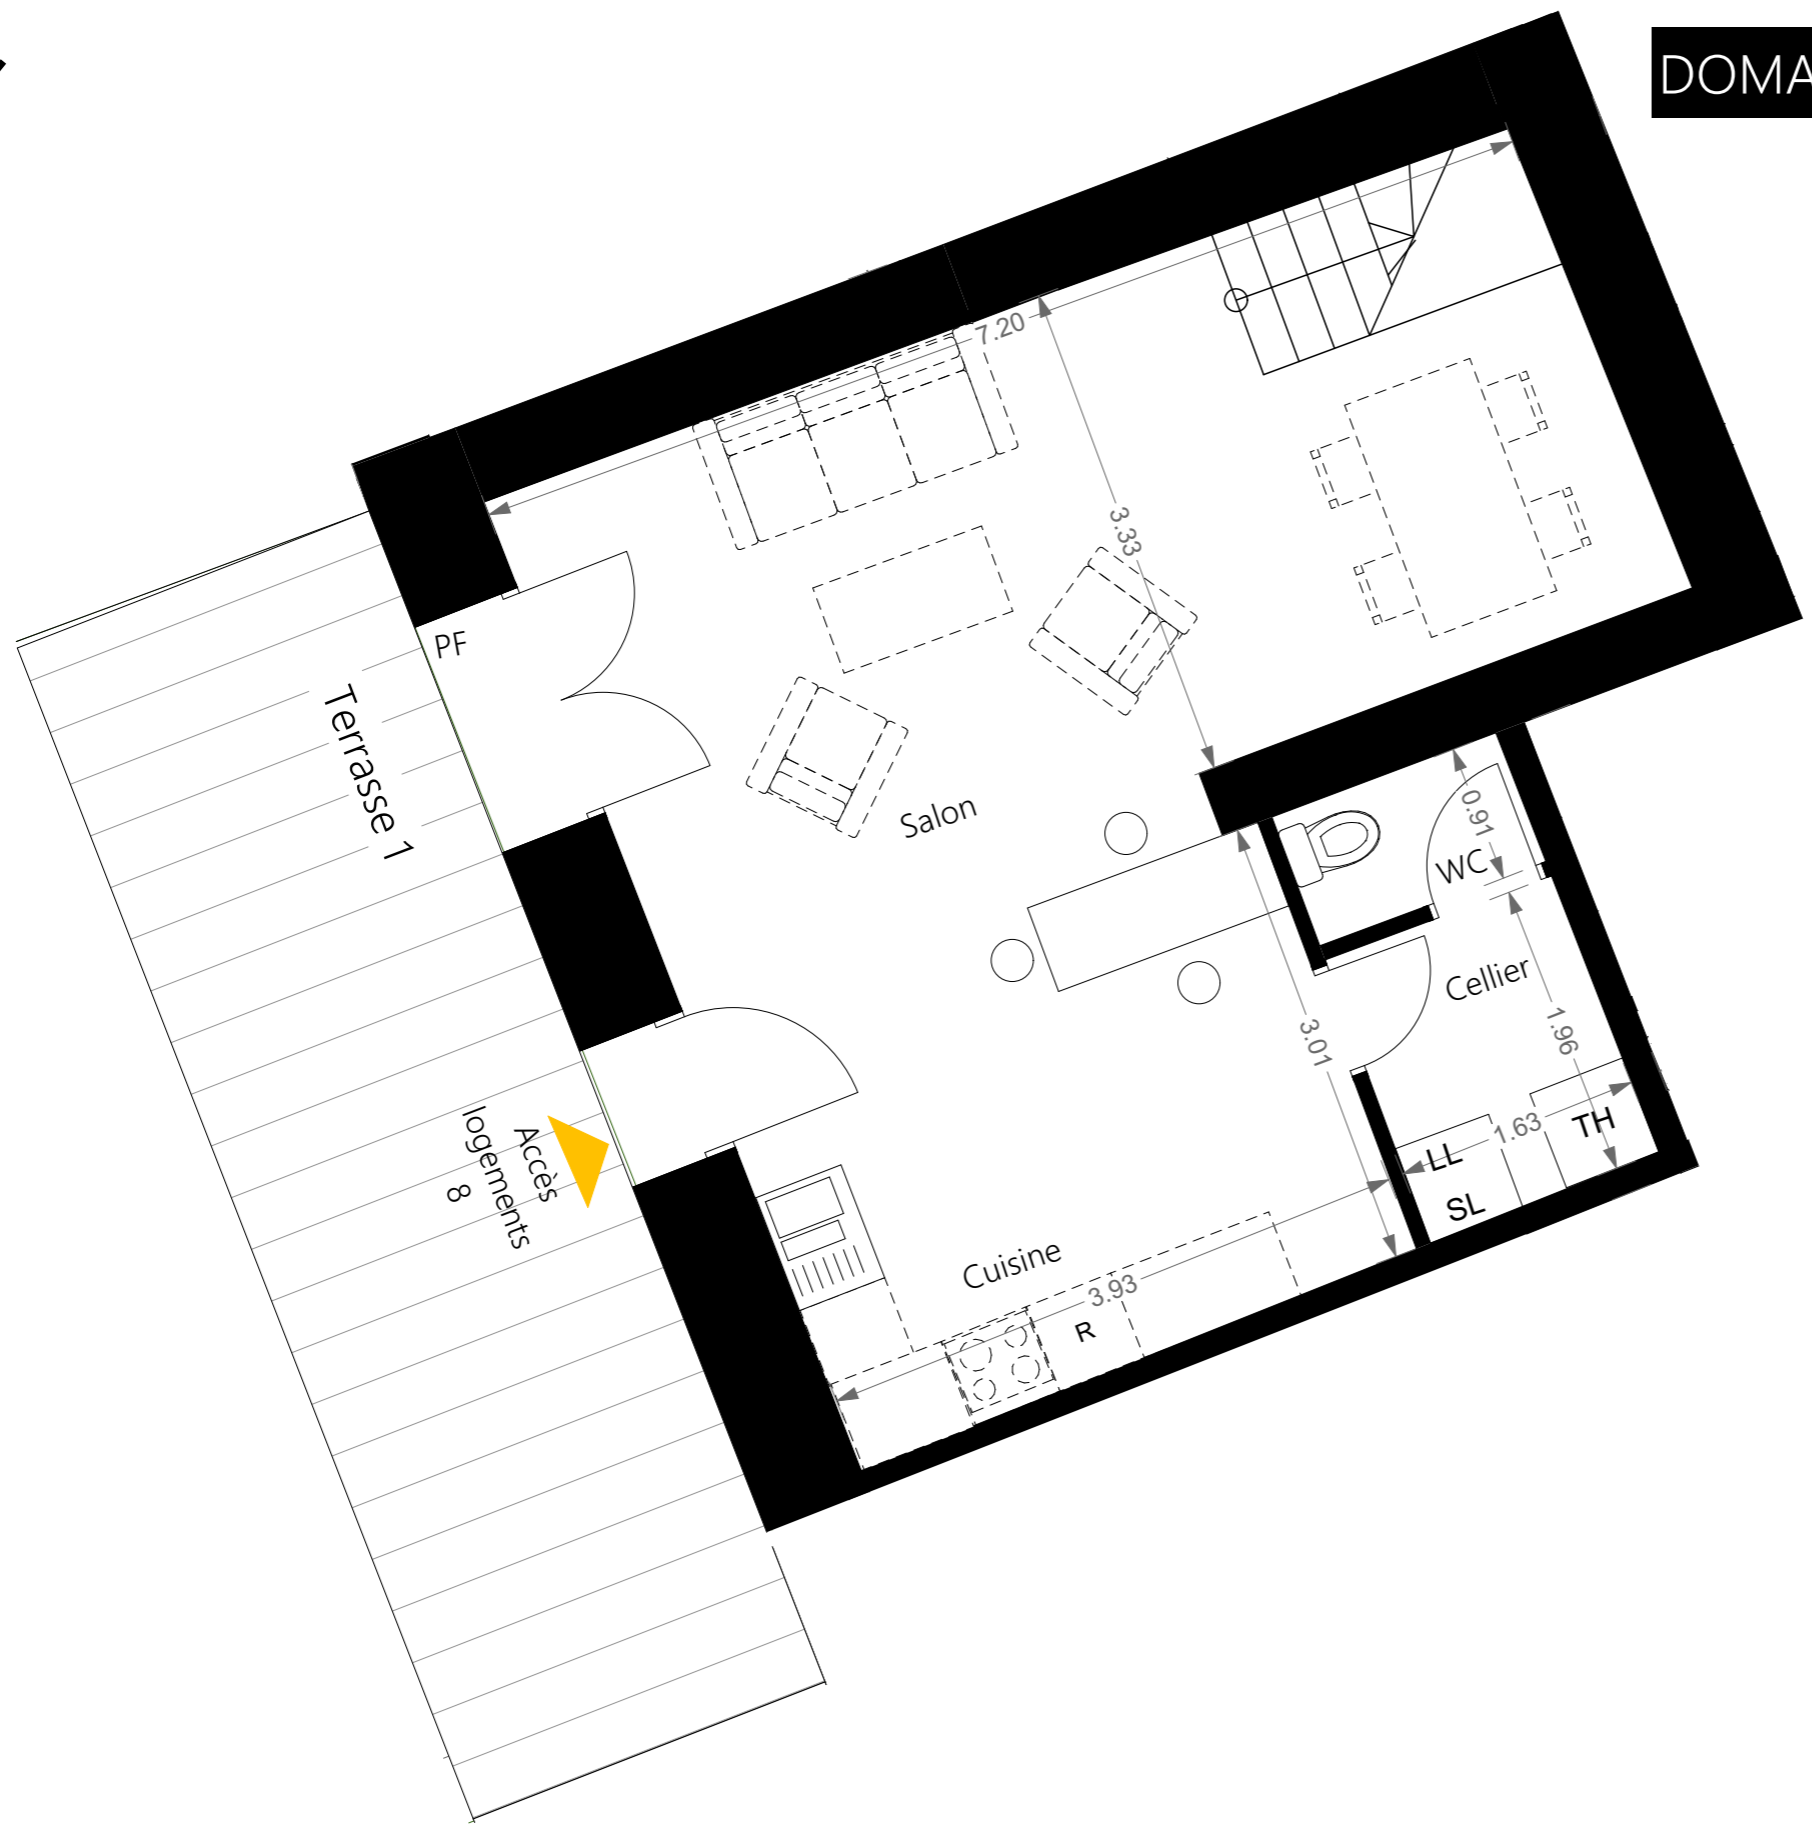 DOMA
7.20
3.33
PF
Terrasse 1
Salon
0.91
WC
Cellier
1.96
3.01
1.63
TH
LL
SL
Accès
logements
8
Cuisine
3.93
R